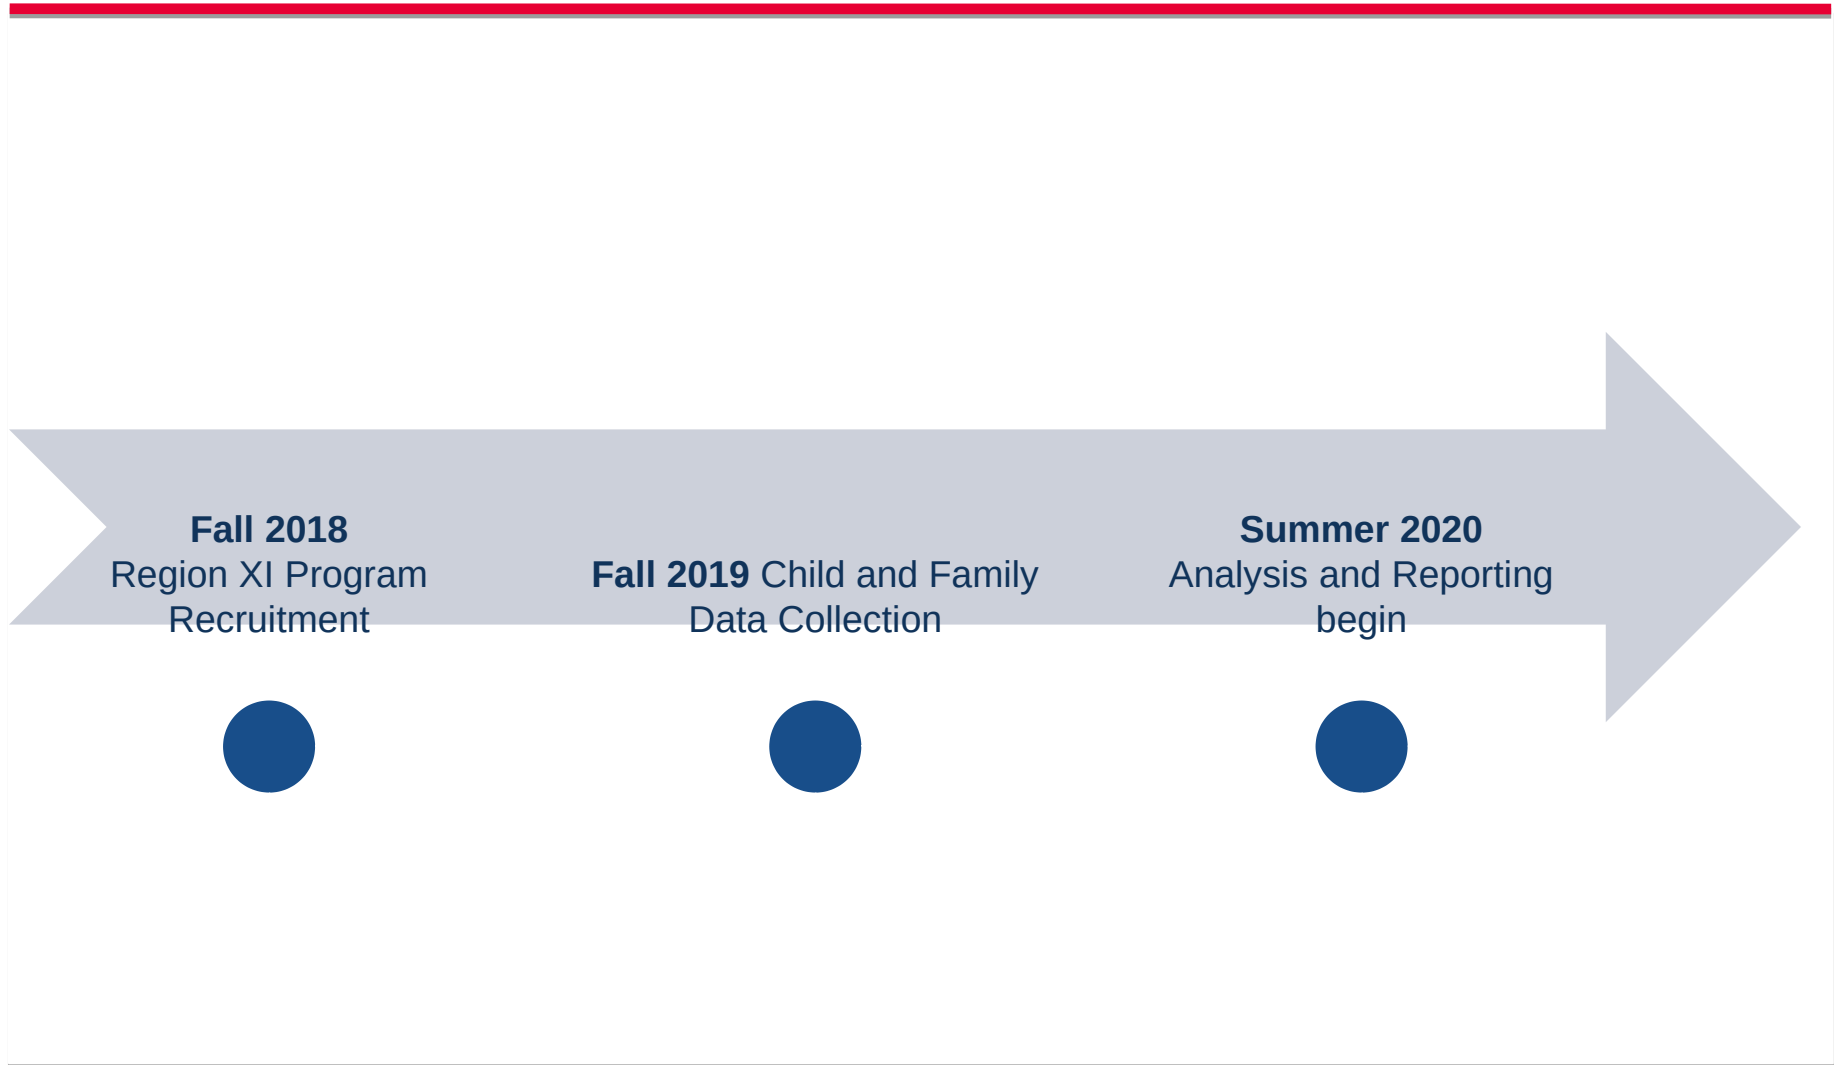 Fall 2018
Region XI Program
Recruitment
Fall 2019 Child and Family
Data Collection
Summer 2020
Analysis and Reporting
begin